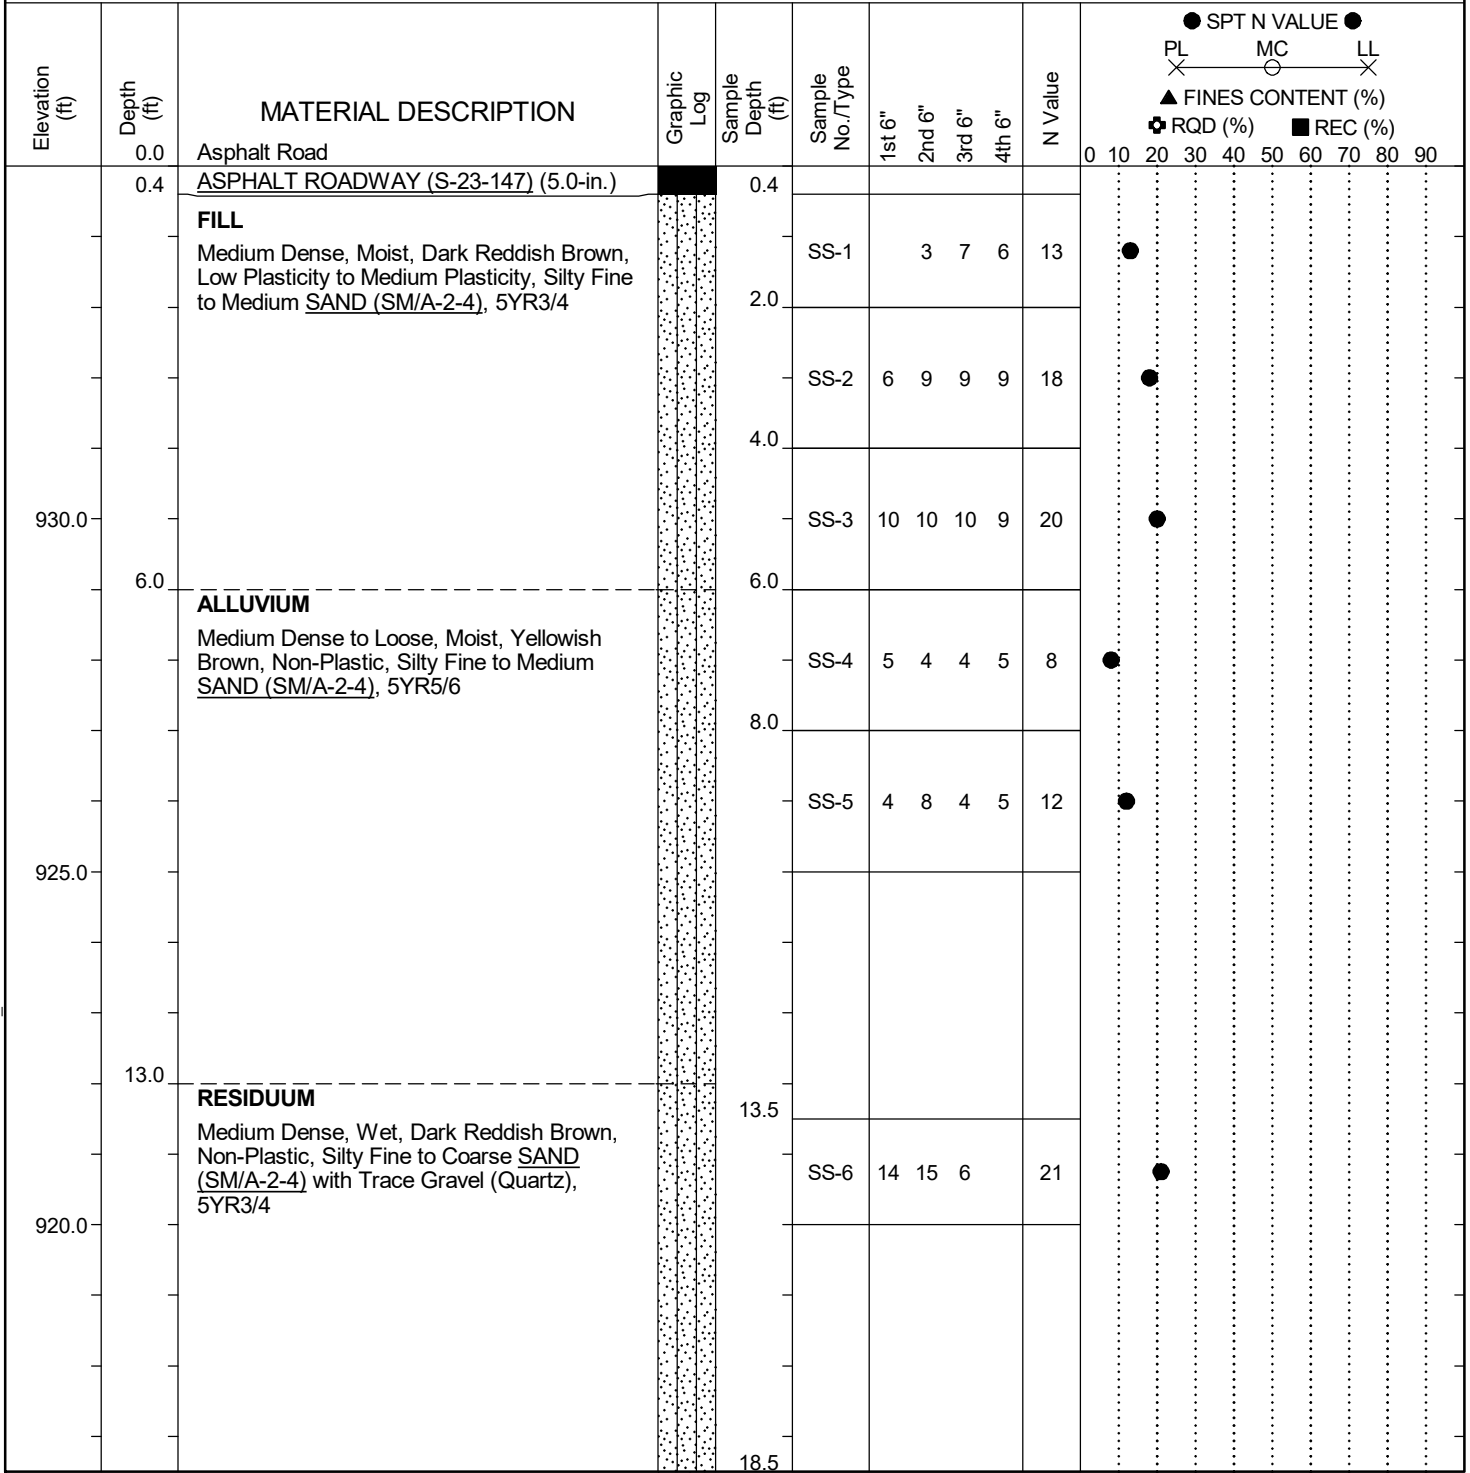 ● SPT N VALUE ●
PL MC LL
▲ FINES CONTENT (%)
RQD (%) ■ REC (%)
0 10 20 30 40 50 60 70 80 90
Elevation (ft)
Depth (ft)
MATERIAL DESCRIPTION
Graphic Log
Sample Depth (ft)
Sample No./Type
1st 6"
2nd 6"
3rd 6"
4th 6"
N Value
0.0 Asphalt Road
0.4 ASPHALT ROADWAY (S-23-147) (5.0-in.) 0.4
FILL
Medium Dense, Moist, Dark Reddish Brown,
Low Plasticity to Medium Plasticity, Silty Fine
to Medium SAND (SM/A-2-4), 5YR3/4
SS-1 3 7 6 13
2.0
SS-2 6 9 9 9 18
4.0
930.0 SS-3 10 10 10 9 20
6.0 6.0
ALLUVIUM
Medium Dense to Loose, Moist, Yellowish
Brown, Non-Plastic, Silty Fine to Medium
SAND (SM/A-2-4), 5YR5/6
SS-4 5 4 4 5 8
8.0
SS-5 4 8 4 5 12
925.0
13.0
RESIDUUM
13.5
Medium Dense, Wet, Dark Reddish Brown,
Non-Plastic, Silty Fine to Coarse SAND
(SM/A-2-4) with Trace Gravel (Quartz),
5YR3/4
SS-6 14 15 6 21
920.0
18.5